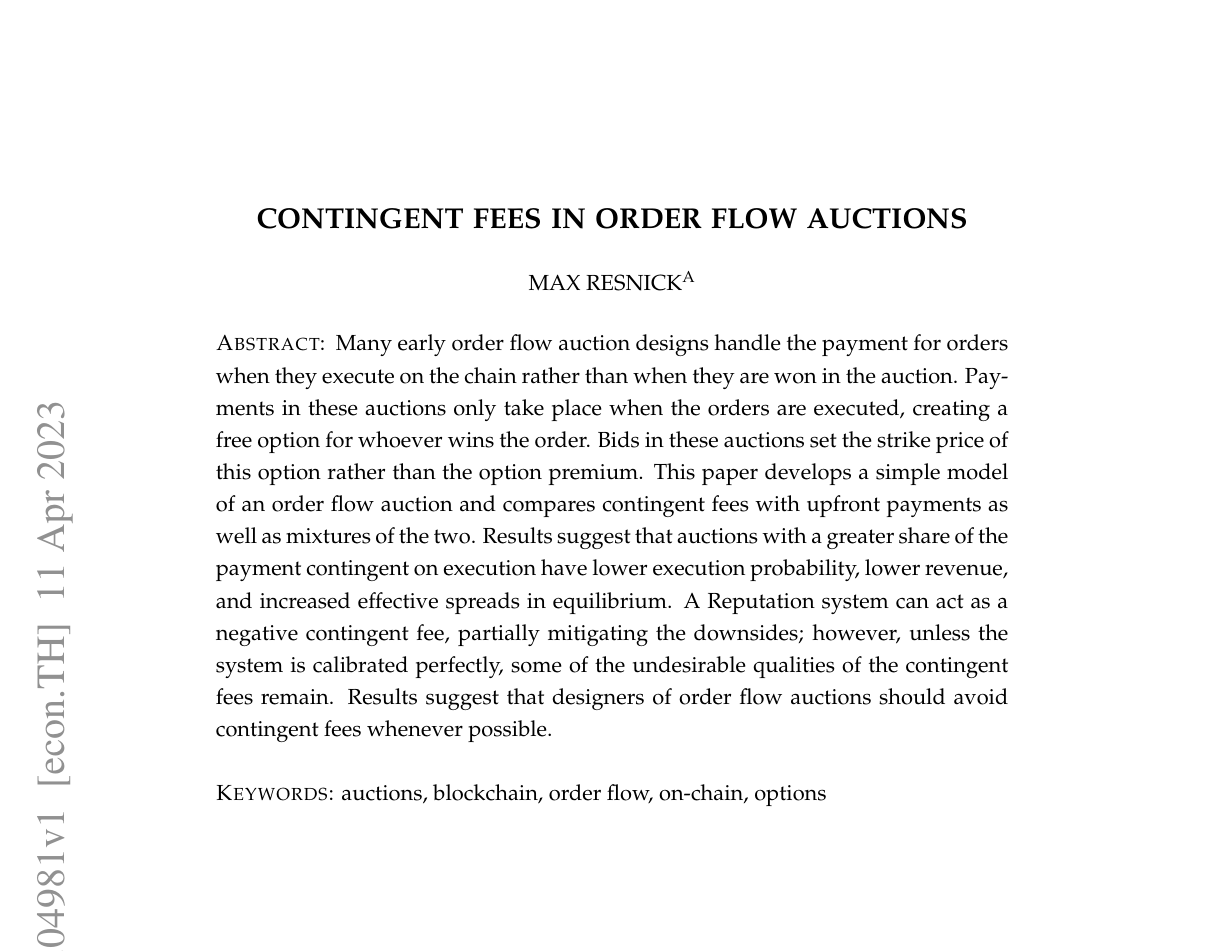 CONTINGENT FEES IN ORDER FLOW AUCTIONS
MAX RESNICKA
ABSTRACT: Many early order flow auction designs handle the payment for orders
when they execute on the chain rather than when they are won in the auction. Pay-
ments in these auctions only take place when the orders are executed, creating a
free option for whoever wins the order. Bids in these auctions set the strike price of
this option rather than the option premium. This paper develops a simple model
of an order flow auction and compares contingent fees with upfront payments as
well as mixtures of the two. Results suggest that auctions with a greater share of the
payment contingent on execution have lower execution probability, lower revenue,
and increased effective spreads in equilibrium. A Reputation system can act as a
negative contingent fee, partially mitigating the downsides; however, unless the
system is calibrated perfectly, some of the undesirable qualities of the contingent
fees remain. Results suggest that designers of order flow auctions should avoid
contingent fees whenever possible.
KEYWORDS: auctions, blockchain, order flow, on-chain, options
04981v1 [econ.TH] 11 Apr 2023